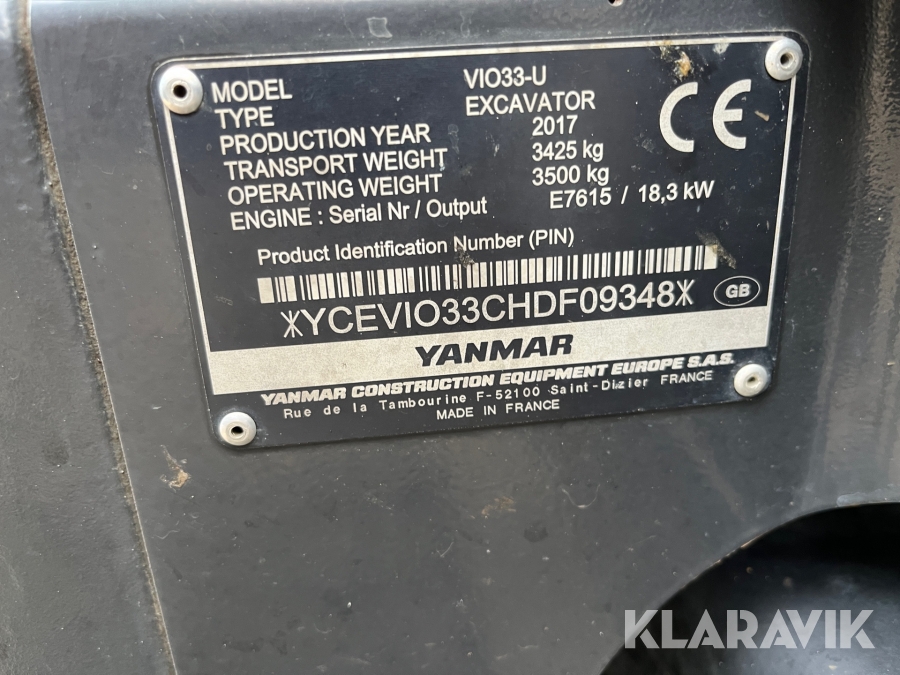 MODEL VIO33-U
TYPE EXCAVATOR
PRODUCTION YEAR 2017
TRANSPORT WEIGHT 3425 kg
OPERATING WEIGHT 3500 kg
ENGINE : Serial Nr / Output E7615 / 18,3 kW
CE
Product Identification Number (PIN)
*YCEVIO33CHDF09348*
GB
YANMAR
YANMAR CONSTRUCTION EQUIPMENT EUROPE S.A.S.
Rue de la Tambourine F-52100 Saint-Dizier FRANCE
MADE IN FRANCE
KLARAVIK